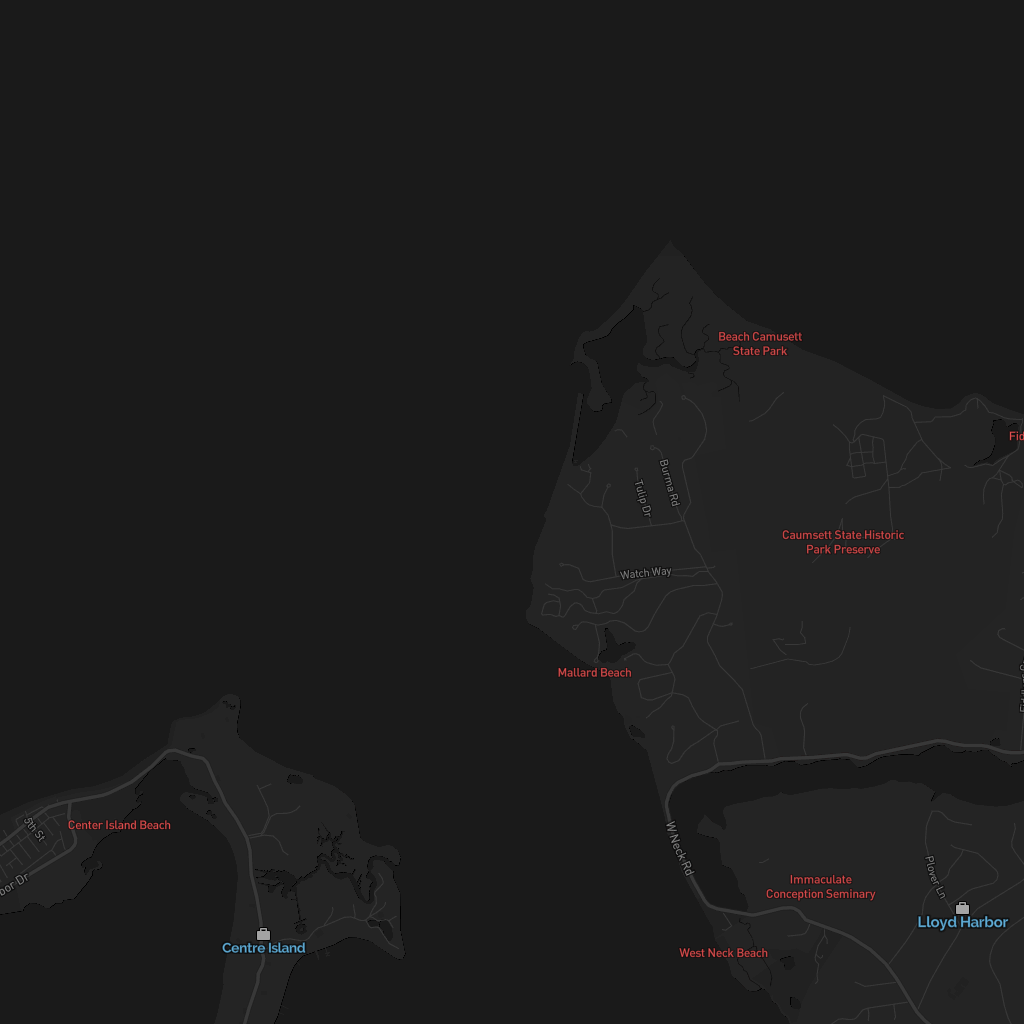 Beach Camusett
State Park
Fid
Burma Rd
Tulip Dr
Caumsett State Historic
Park Preserve
Watch Way
Mallard Beach
Center Island Beach
5th St
bor Dr
W Neck Rd
Plover Ln
Immaculate
Conception Seminary
Lloyd Harbor
Centre Island
West Neck Beach